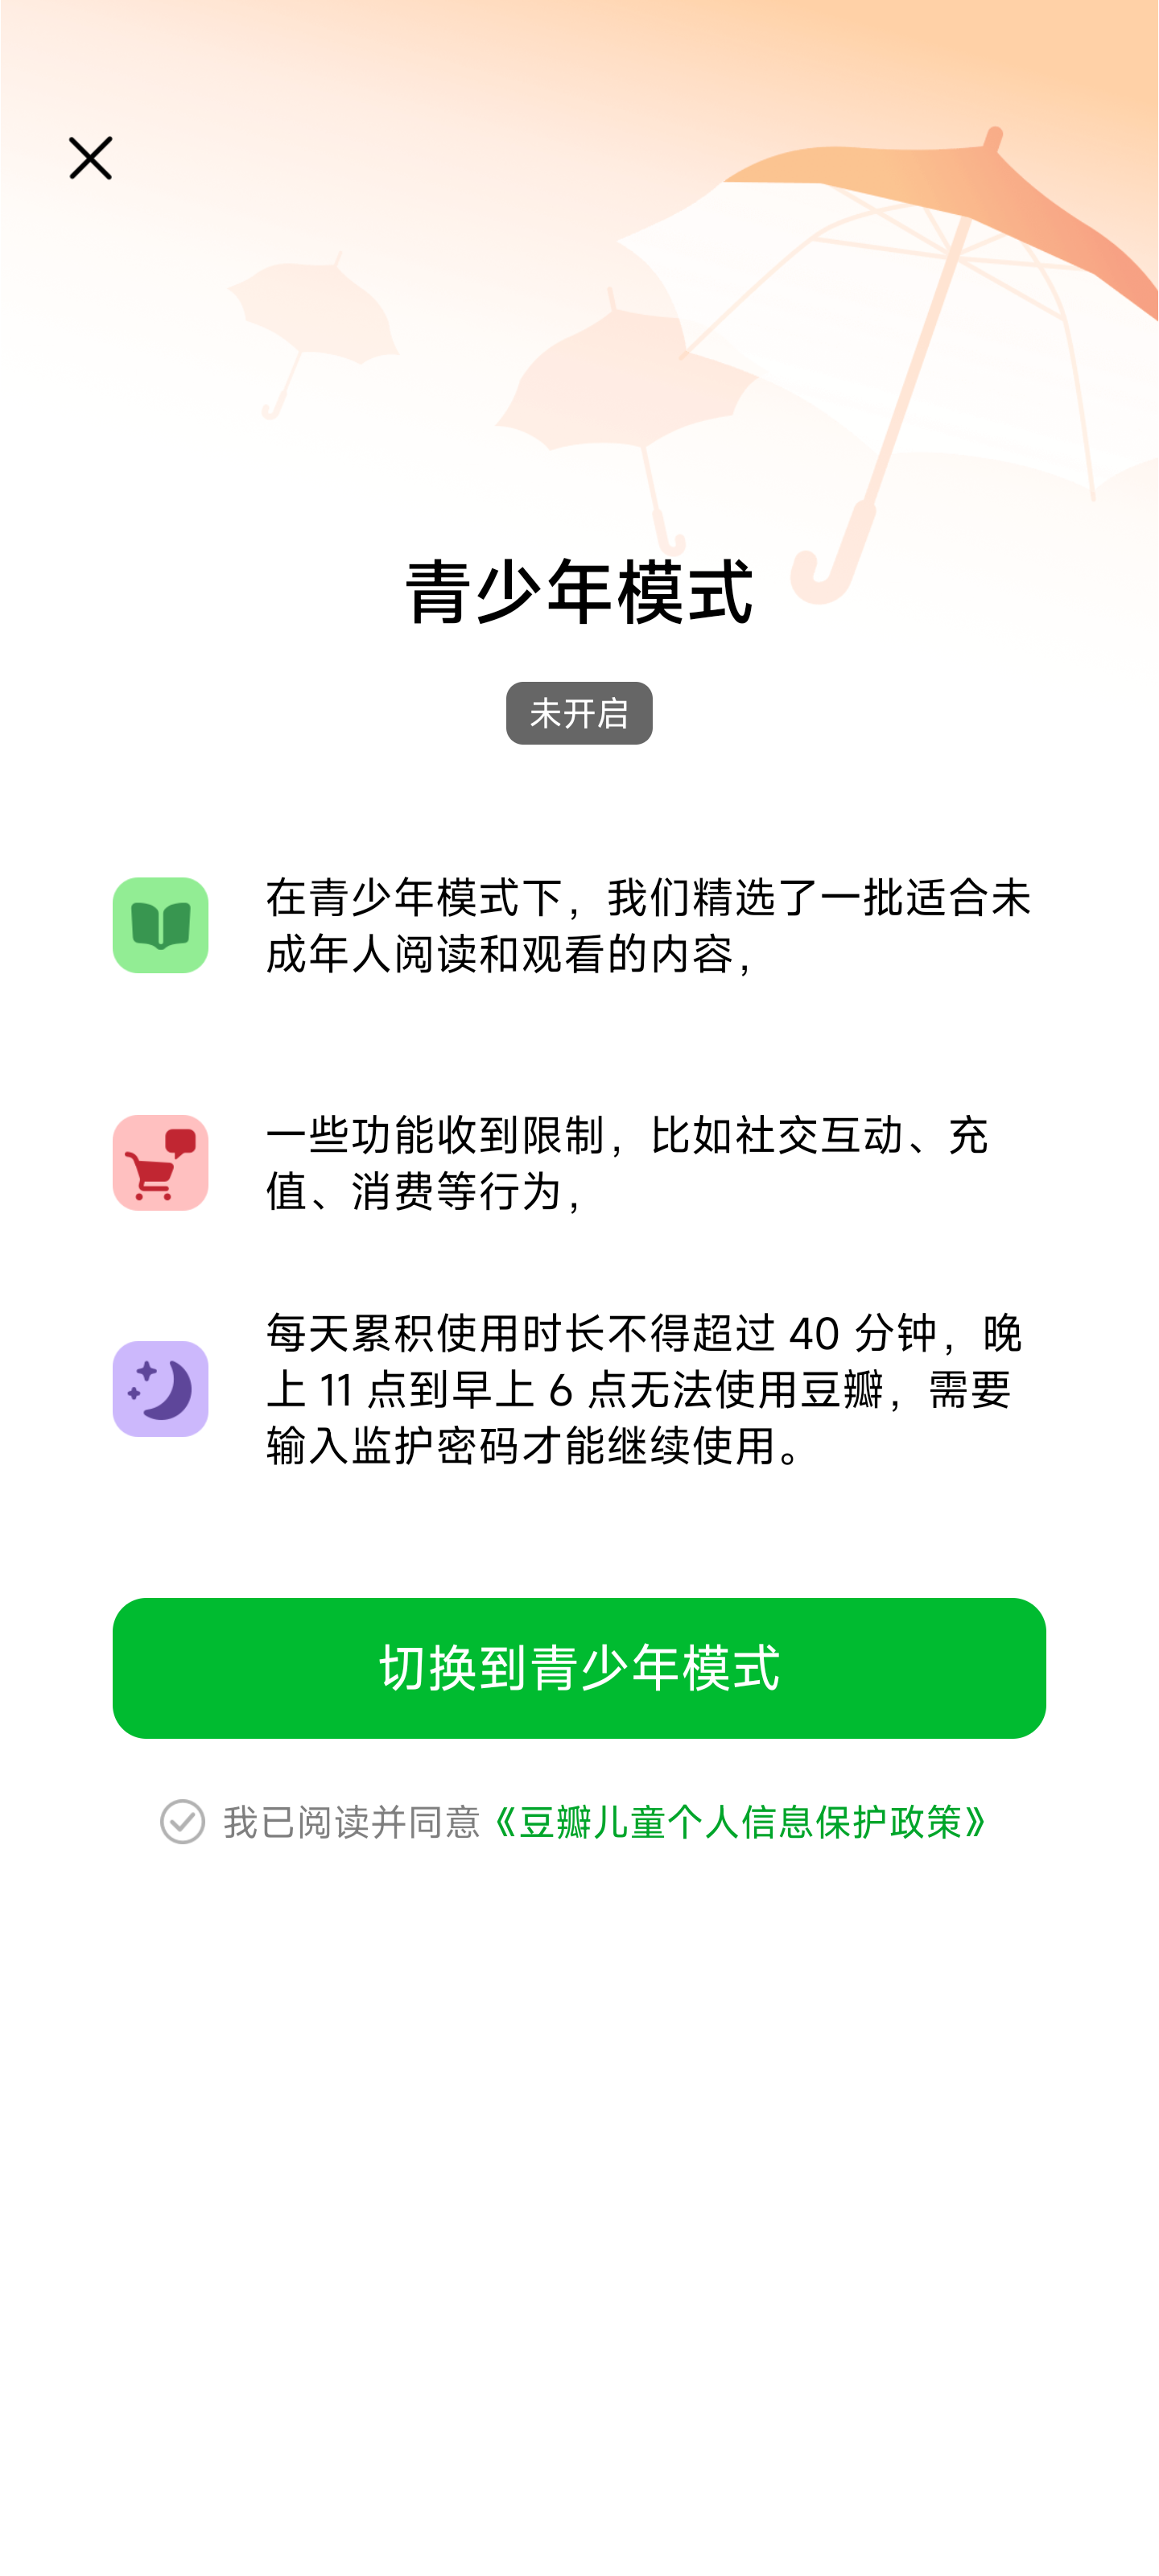 青少年模式
未开启
在青少年模式下，我们精选了一批适合未
成年人阅读和观看的内容，
一些功能收到限制，比如社交互动、充
值、消费等行为，
每天累积使用时长不得超过 40 分钟，晚
上 11 点到早上 6 点无法使用豆瓣，需要
输入监护密码才能继续使用。
切换到青少年模式
我已阅读并同意《豆瓣儿童个人信息保护政策》